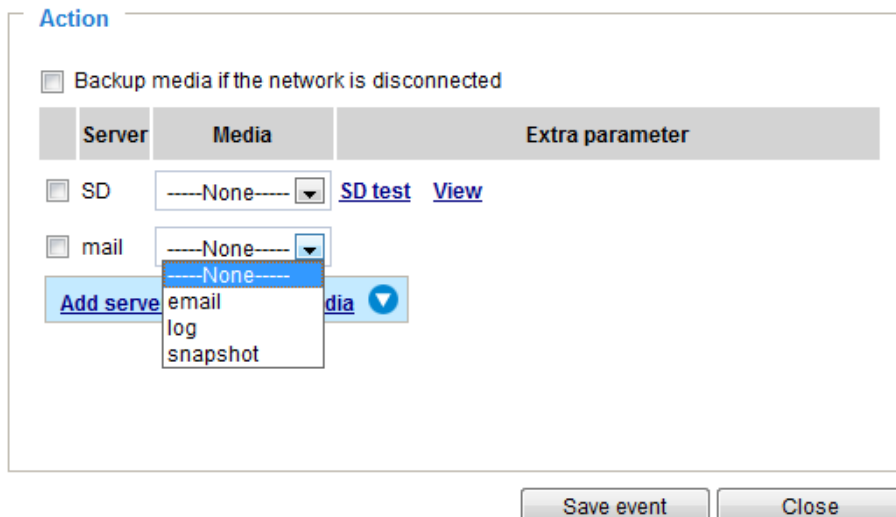 Action
Backup media if the network is disconnected
Server Media Extra parameter
SD -----None----- SD test View
mail -----None-----
-----None-----
email
Add serve dia
log
snapshot
Save event Close